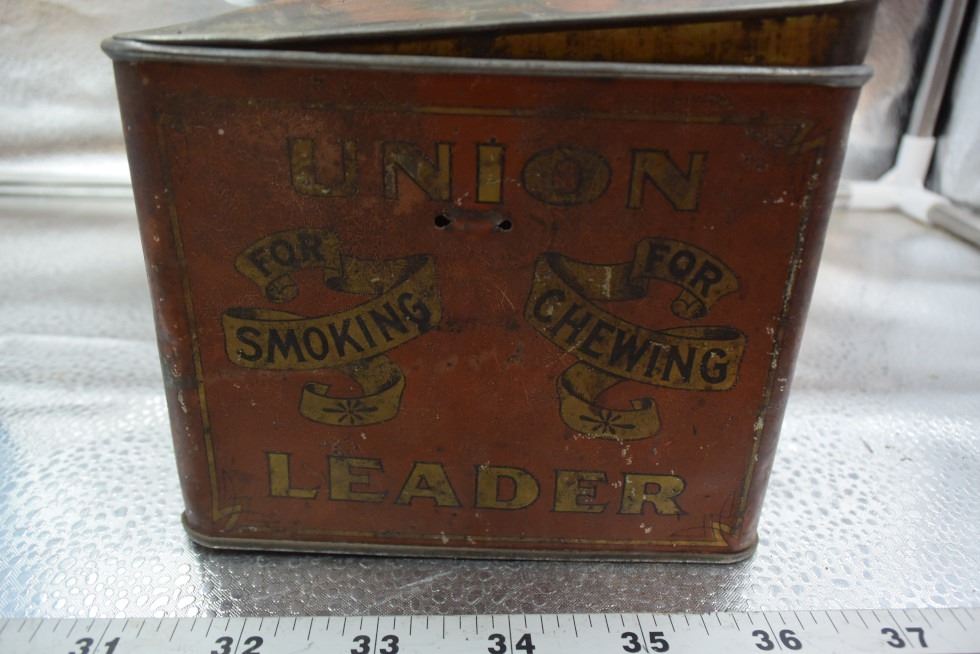 UNION
FOR
SMOKING
FOR
CHEWING
LEADER
31 32 33 34 35 36 37